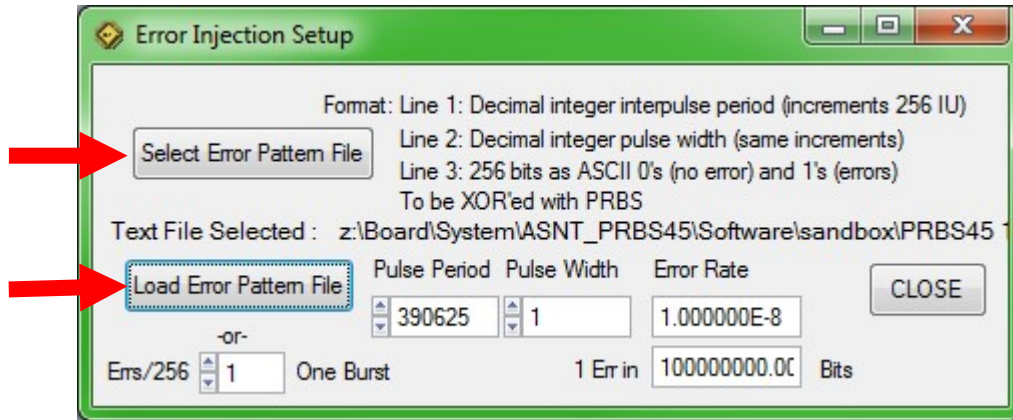 Error Injection Setup
Format: Line 1: Decimal integer interpulse period (increments 256 IU)
Select Error Pattern File
Line 2: Decimal integer pulse width (same increments)
Line 3: 256 bits as ASCII 0's (no error) and 1's (errors)
To be XOR'ed with PRBS
Text File Selected : z:\Board\System\ASNT_PRBS45\Software\sandbox\PRBS45 1
Load Error Pattern File
Pulse Period Pulse Width Error Rate
390625 1 1.000000E-8
CLOSE
-or-
Errs/256 1 One Burst 1 Err in 100000000.00 Bits